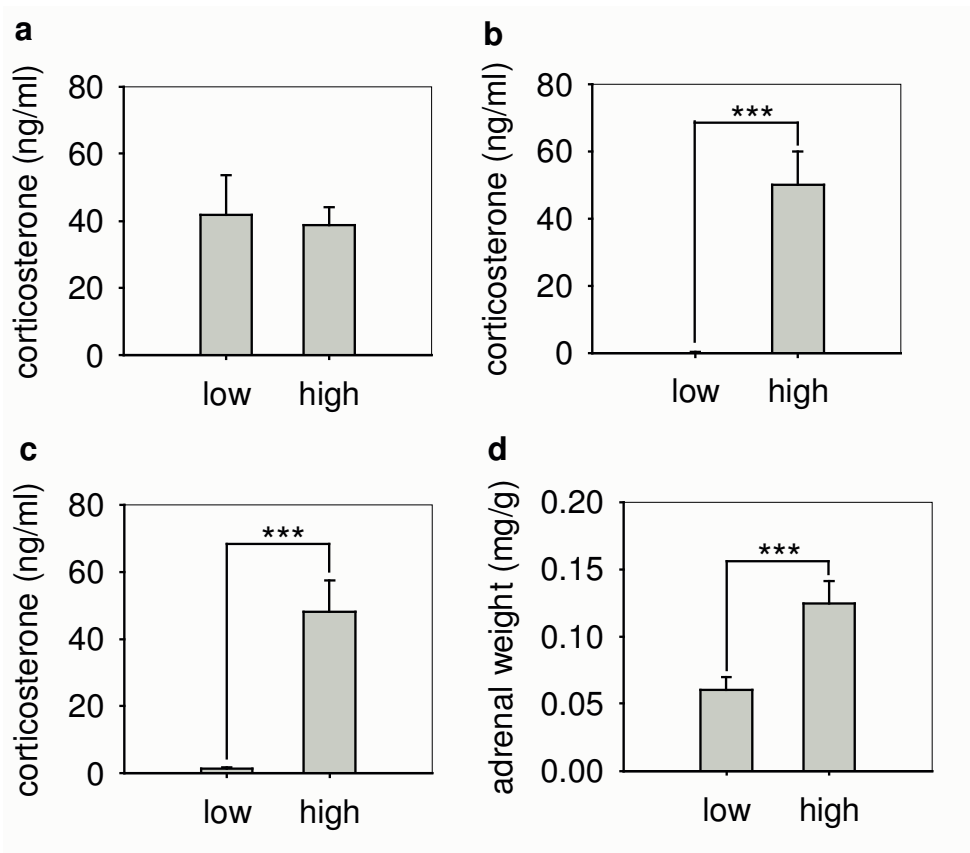 a
corticosterone (ng/ml)
80
60
40
20
0
low high
b
corticosterone (ng/ml)
80
60
40
20
0
***
low high
c
corticosterone (ng/ml)
80
60
40
20
0
***
low high
d
adrenal weight (mg/g)
0.20
0.15
0.10
0.05
0.00
***
low high